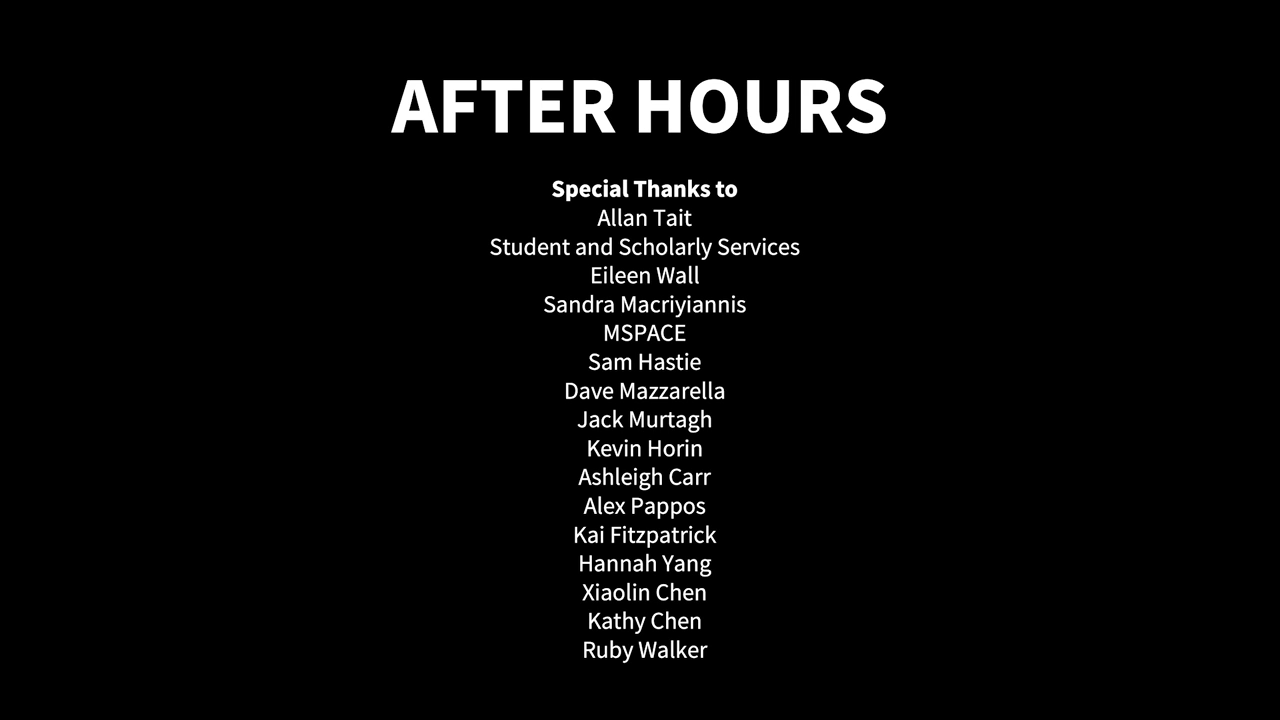 AFTER HOURS
Special Thanks to
Allan Tait
Student and Scholarly Services
Eileen Wall
Sandra Macriyiannis
MSPACE
Sam Hastie
Dave Mazzarella
Jack Murtagh
Kevin Horin
Ashleigh Carr
Alex Pappos
Kai Fitzpatrick
Hannah Yang
Xiaolin Chen
Kathy Chen
Ruby Walker